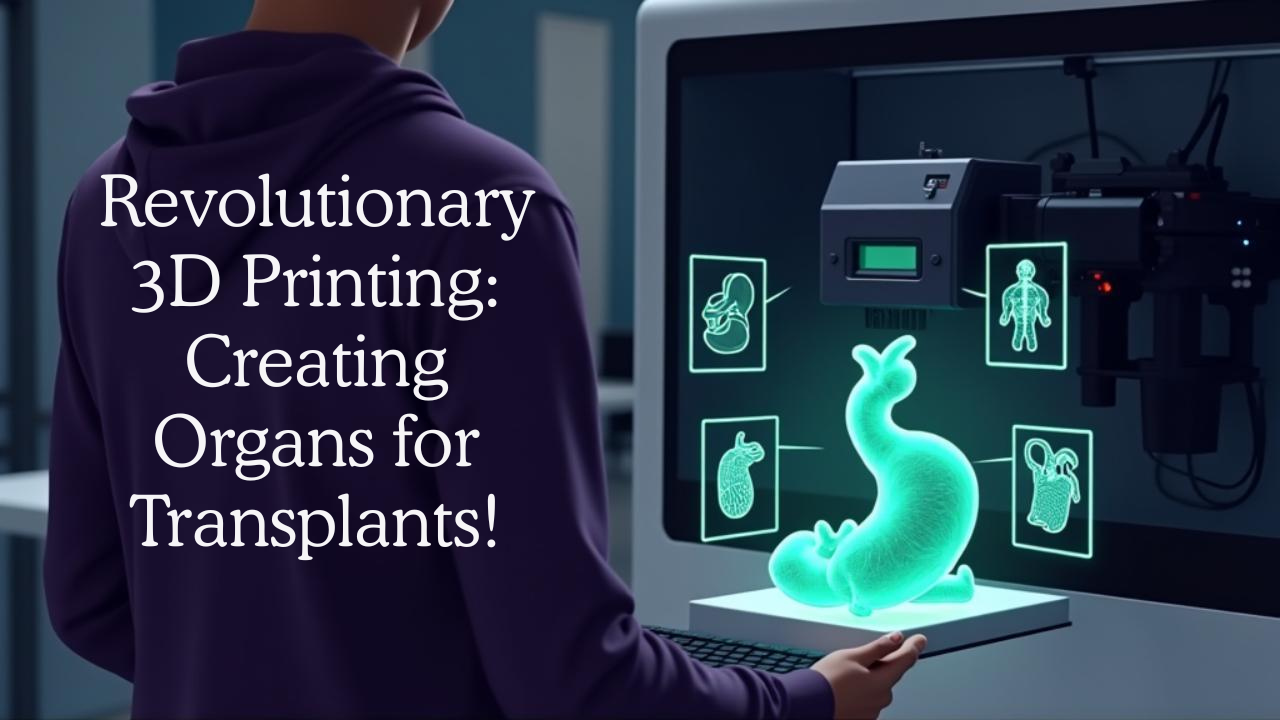 Revolutionary
3D Printing:
Creating
Organs for
Transplants!